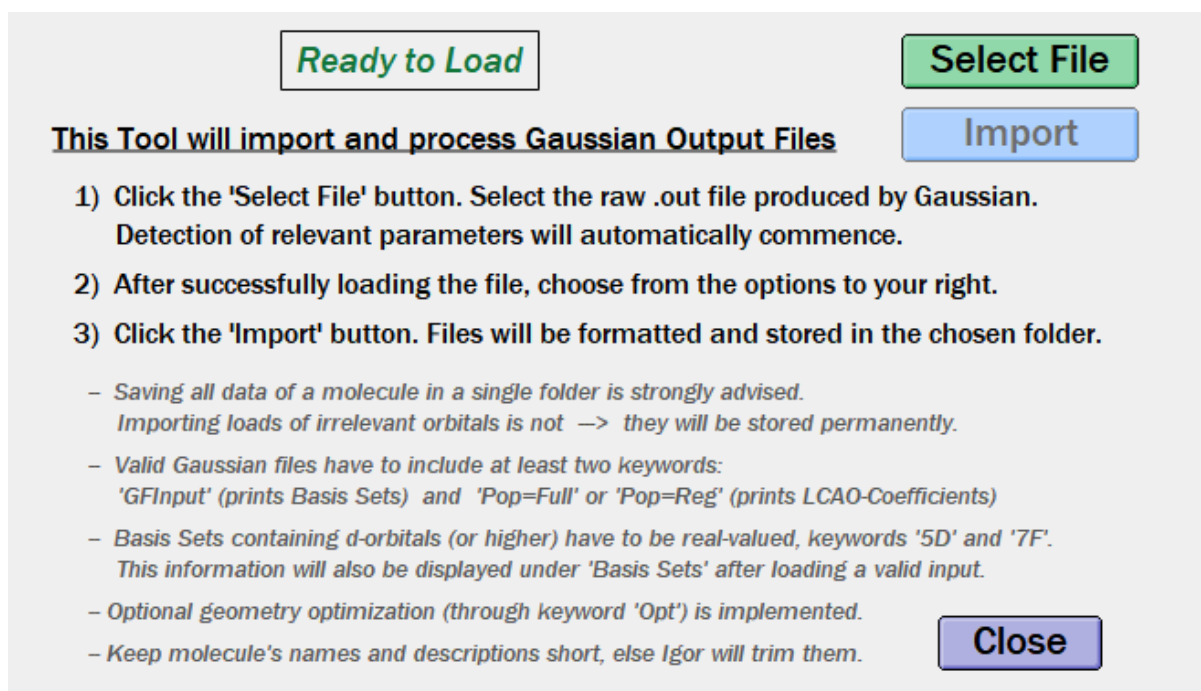 Ready to Load
Select File
This Tool will import and process Gaussian Output Files
Import
1) Click the 'Select File' button. Select the raw .out file produced by Gaussian.
Detection of relevant parameters will automatically commence.
2) After successfully loading the file, choose from the options to your right.
3) Click the 'Import' button. Files will be formatted and stored in the chosen folder.
– Saving all data of a molecule in a single folder is strongly advised.
Importing loads of irrelevant orbitals is not —> they will be stored permanently.
– Valid Gaussian files have to include at least two keywords:
'GFInput' (prints Basis Sets) and 'Pop=Full' or 'Pop=Reg' (prints LCAO-Coefficients)
– Basis Sets containing d-orbitals (or higher) have to be real-valued, keywords '5D' and '7F'.
This information will also be displayed under 'Basis Sets' after loading a valid input.
– Optional geometry optimization (through keyword 'Opt') is implemented.
– Keep molecule's names and descriptions short, else Igor will trim them.
Close